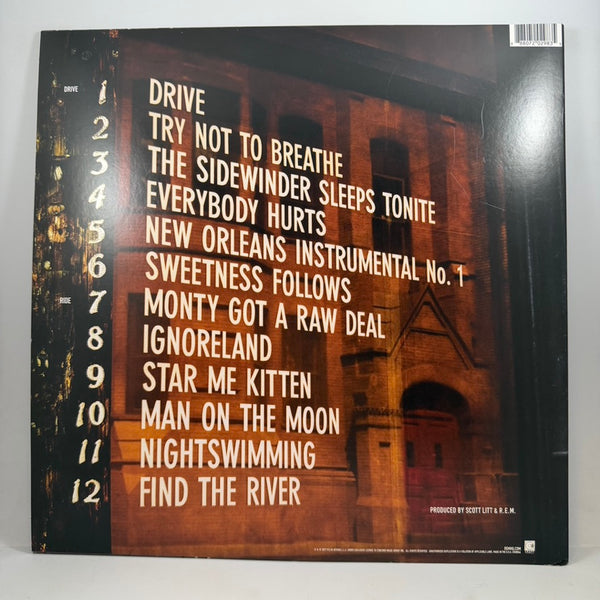 DRIVE
1 DRIVE
2 TRY NOT TO BREATHE
3 THE SIDEWINDER SLEEPS TONITE
4 EVERYBODY HURTS
5 NEW ORLEANS INSTRUMENTAL No. 1
6 SWEETNESS FOLLOWS
RIDE
7 MONTY GOT A RAW DEAL
8 IGNORELAND
9 STAR ME KITTEN
10 MAN ON THE MOON
11 NIGHTSWIMMING
12 FIND THE RIVER
PRODUCED BY SCOTT LITT & R.E.M.